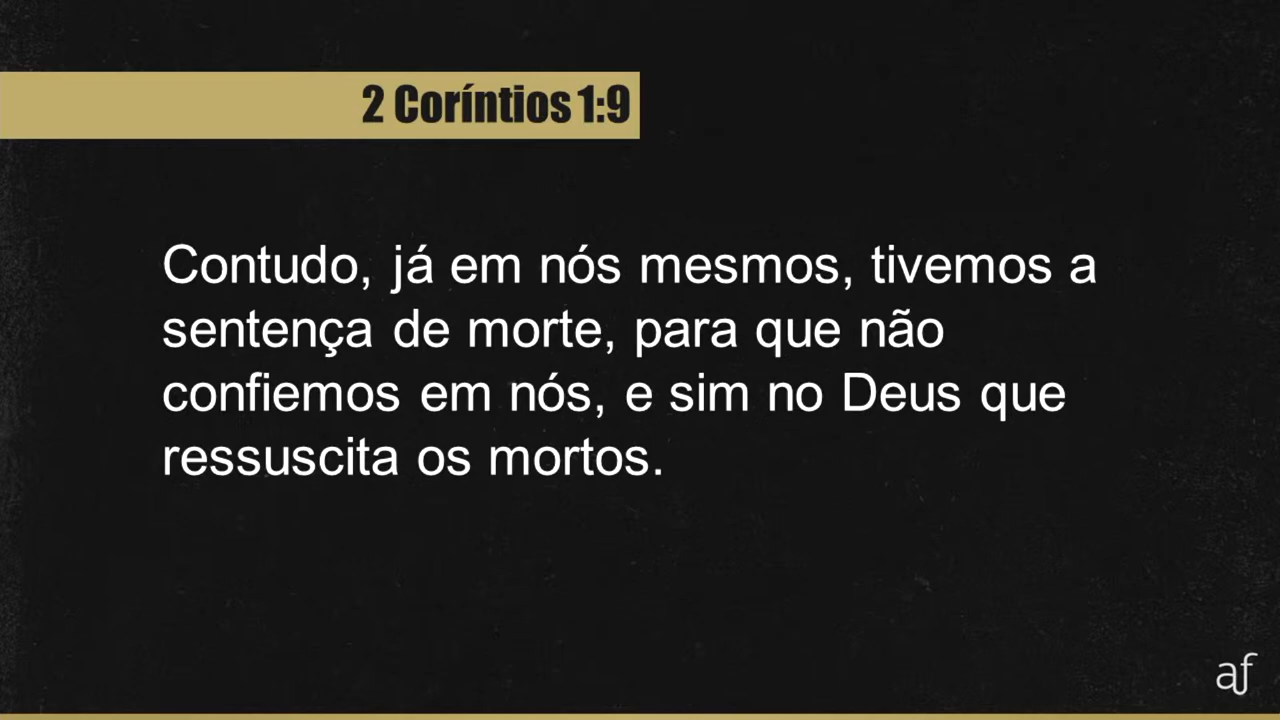 2 Coríntios 1:9
Contudo, já em nós mesmos, tivemos a
sentença de morte, para que não
confiemos em nós, e sim no Deus que
ressuscita os mortos.
af